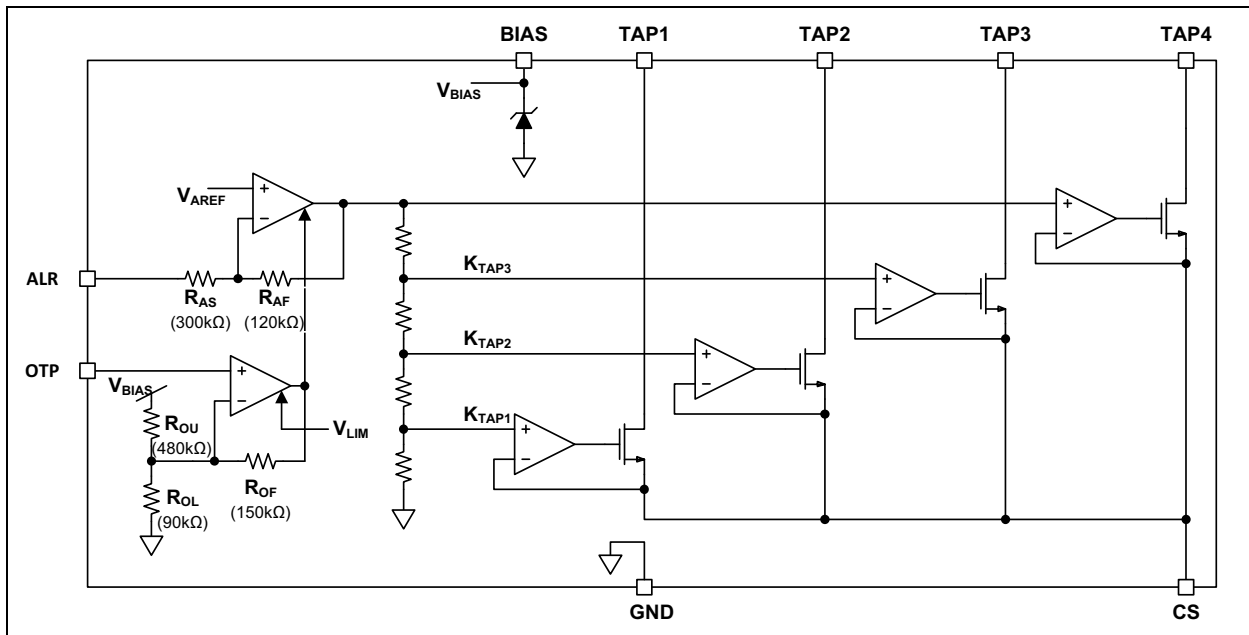 BIAS TAP1 TAP2 TAP3 TAP4
VBIAS
VAREF
+
−
+
−
ALR
RAS
(300kΩ)
RAF
(120kΩ)
KTAP3
+
−
OTP
VBIAS
+
−
KTAP2
+
−
ROU
(480kΩ)
VLIM
KTAP1
+
−
ROL
(90kΩ)
ROF
(150kΩ)
GND CS